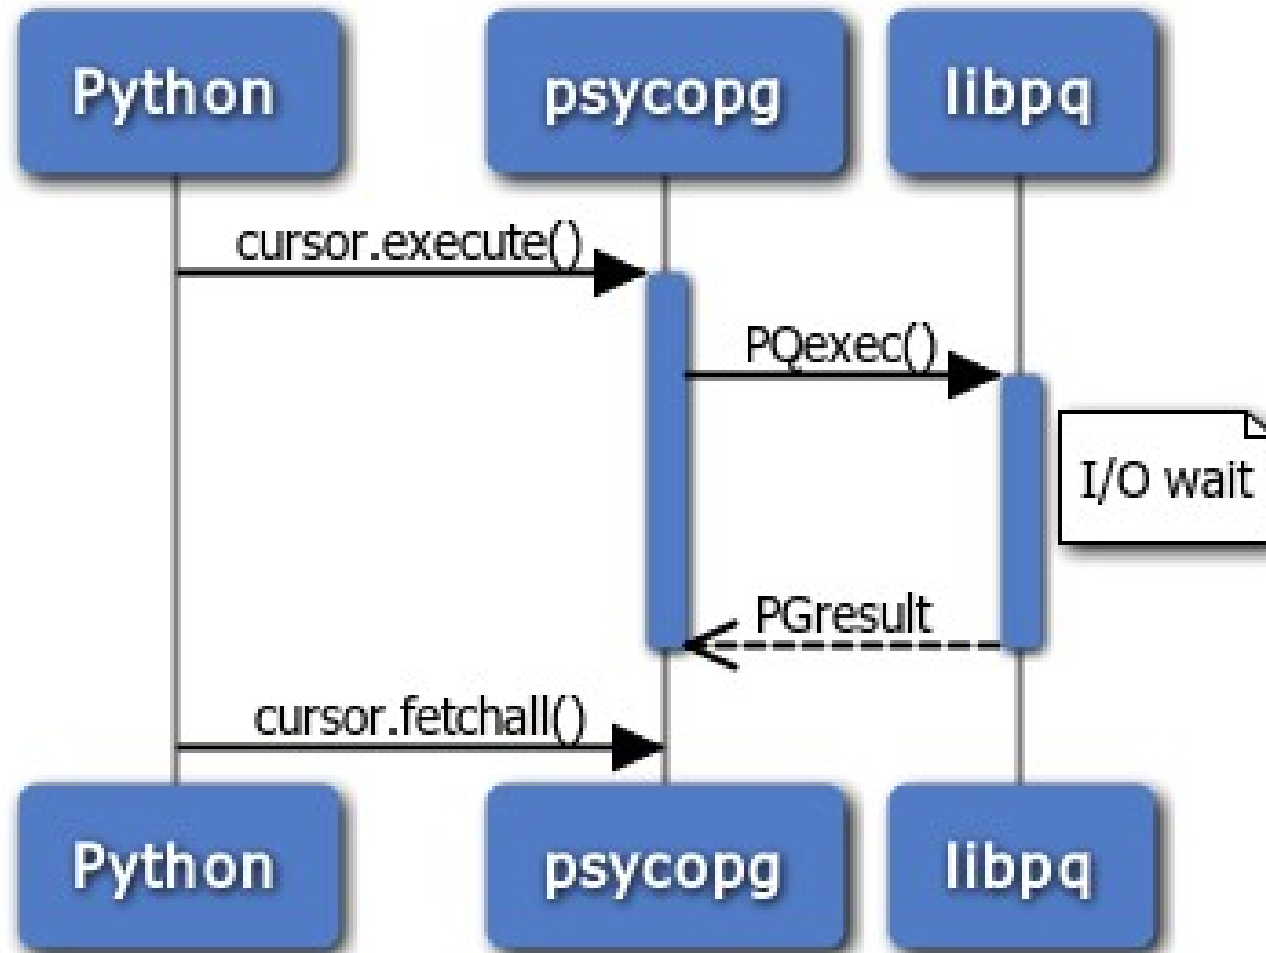 Python
psycopg
libpq
cursor.execute()
PQexec()
I/O wait
PGresult
cursor.fetchall()
Python
psycopg
libpq